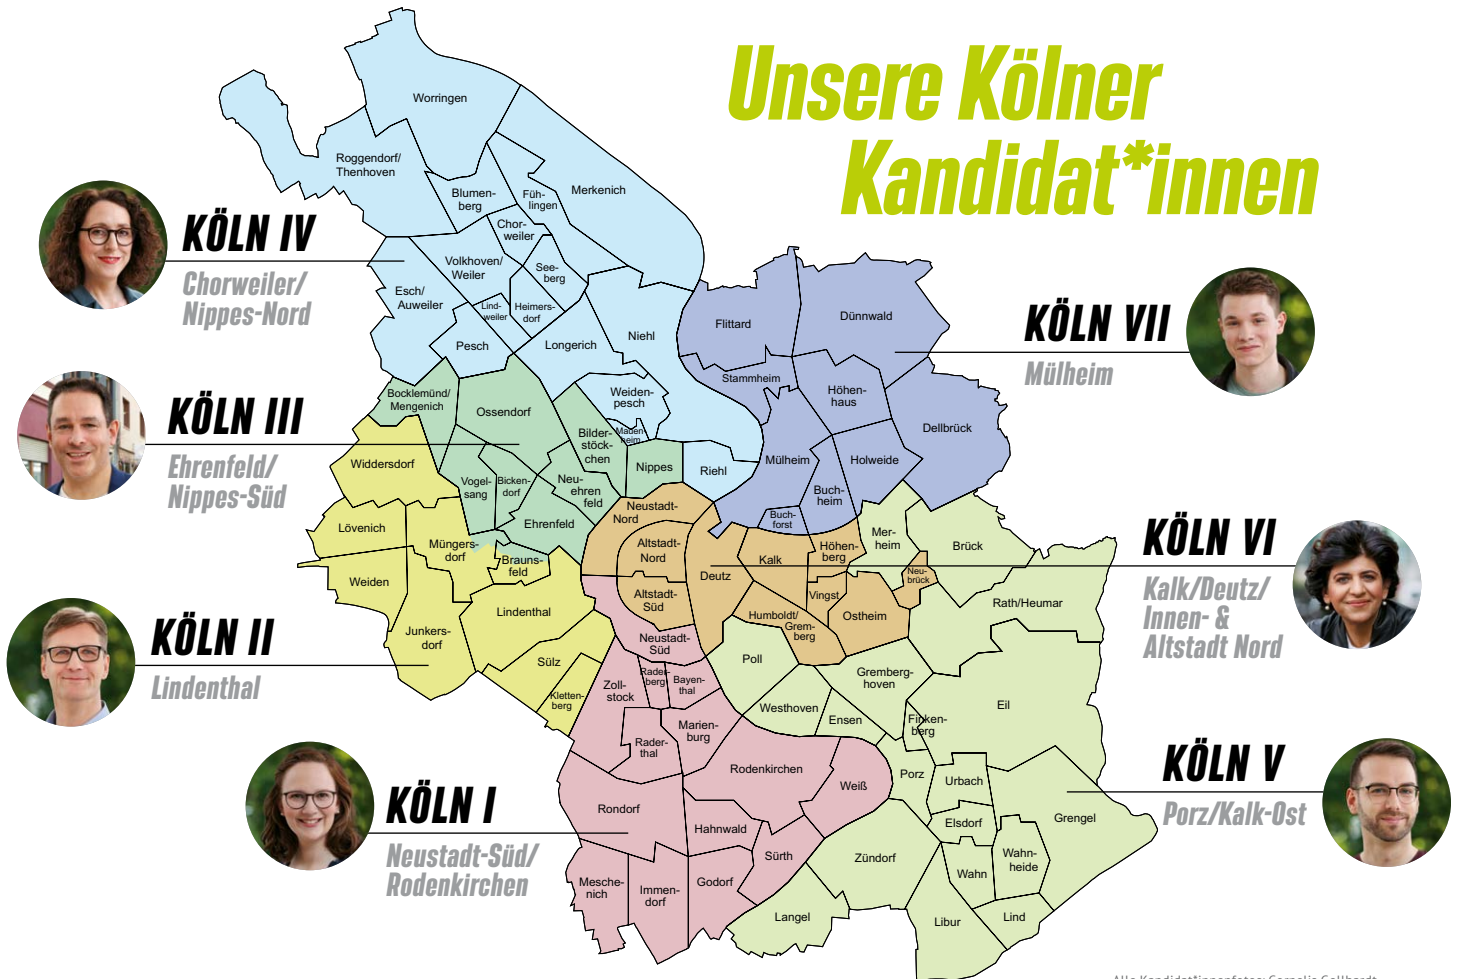 Unsere Kölner
Kandidat*innen
KÖLN IV
Chorweiler/
Nippes-Nord
KÖLN III
Ehrenfeld/
Nippes-Süd
KÖLN II
Lindenthal
KÖLN I
Neustadt-Süd/
Rodenkirchen
KÖLN VII
Mülheim
KÖLN VI
Kalk/Deutz/
Innen- &
Altstadt Nord
KÖLN V
Porz/Kalk-Ost
Worringen
Roggendorf/
Thenhoven
Blumen-
berg
Füh-
lingen
Merkenich
Chor-
weiler
Volkhoven/
Weiler
See-
berg
Esch/
Auweiler
Lind-
weiler
Heimers-
dorf
Pesch
Longerich
Niehl
Weiden-
pesch
Mauen-
heim
Riehl
Bocklemünd/
Mengenich
Ossendorf
Bilder-
stöck-
chen
Nippes
Vogel-
sang
Bicken-
dorf
Neu-
ehren
feld
Ehrenfeld
Widdersdorf
Lövenich
Müngers-
dorf
Brauns-
feld
Weiden
Junkers-
dorf
Lindenthal
Sülz
Kletten-
berg
Flittard
Dünnwald
Stammheim
Höhen-
haus
Dellbrück
Mülheim
Holweide
Buch-
heim
Buch-
forst
Neustadt-
Nord
Altstadt-
Nord
Altstadt-
Süd
Deutz
Kalk
Höhen-
berg
Vingst
Neu-
brück
Ostheim
Humboldt/
Grem-
berg
Neustadt-
Süd
Zoll-
stock
Rader-
berg
Bayen-
thal
Rader-
thal
Marien-
burg
Rodenkirchen
Weiß
Rondorf
Hahnwald
Sürth
Godorf
Immen-
dorf
Mesche-
nich
Mer-
heim
Brück
Rath/Heumar
Poll
Gremberg-
hoven
Westhoven
Ensen
Finken-
berg
Eil
Porz
Urbach
Elsdorf
Grengel
Wahn-
heide
Wahn
Zündorf
Lind
Libur
Langel